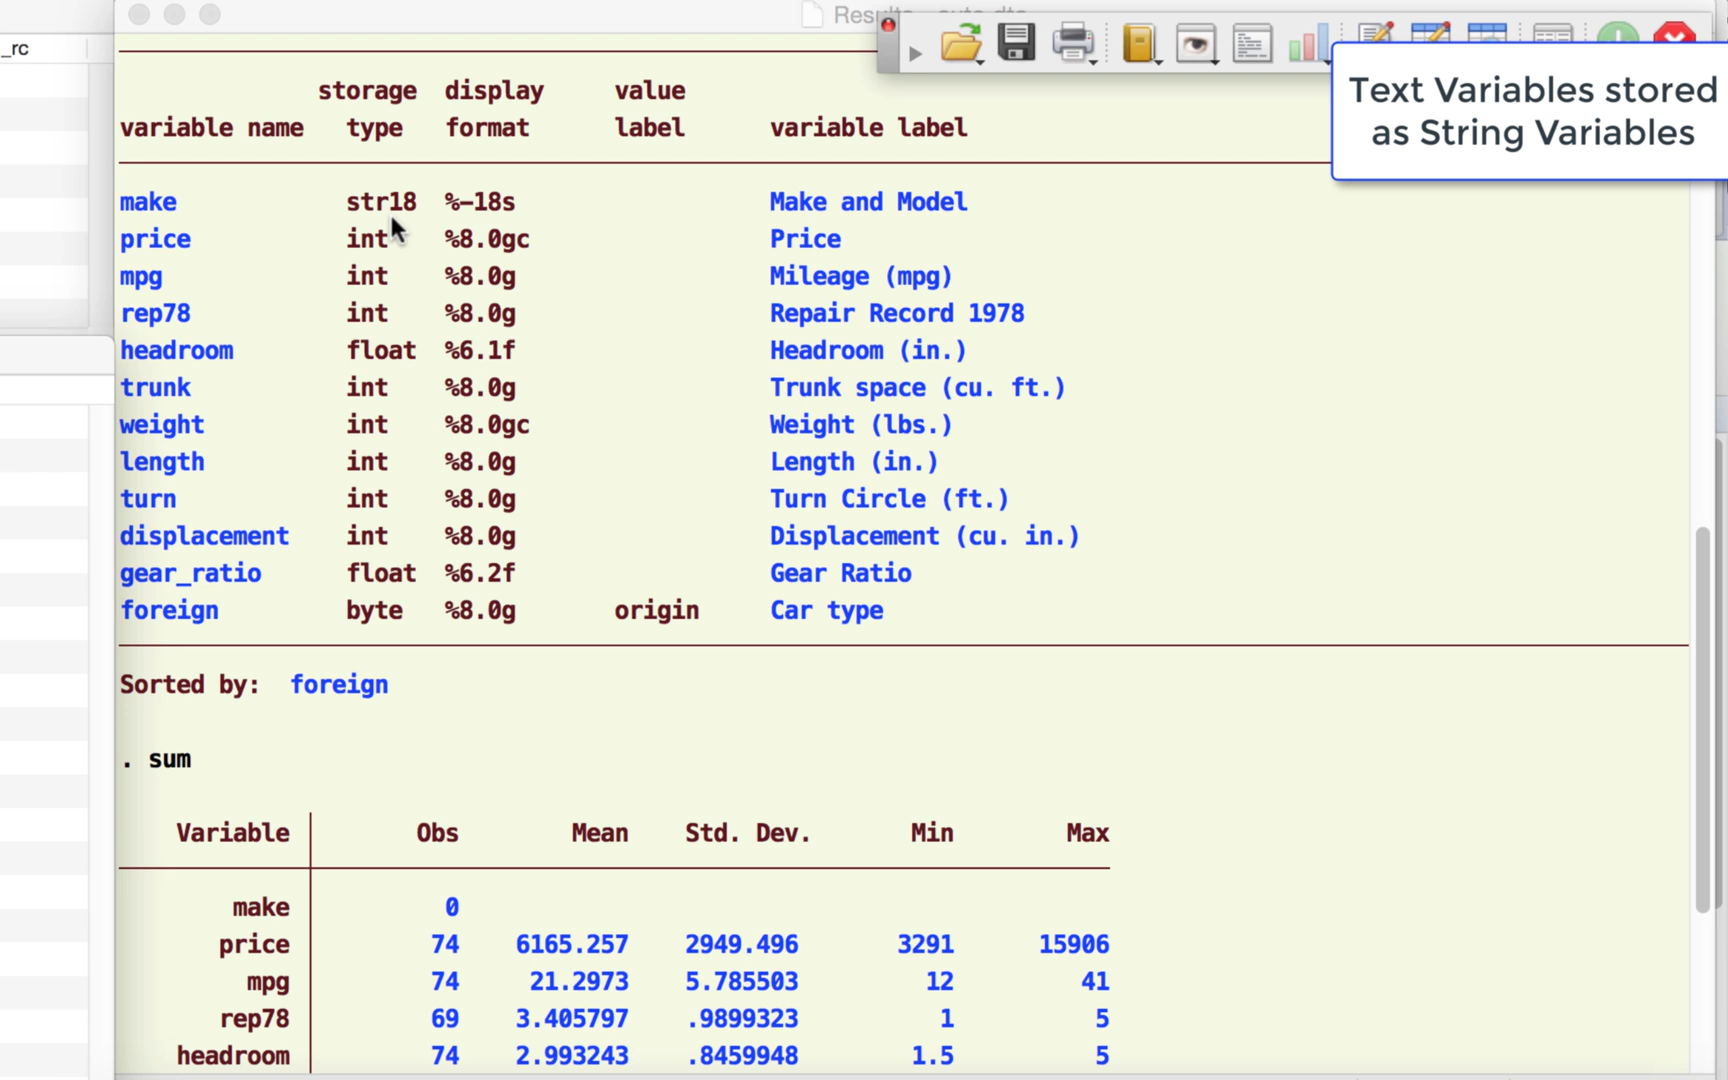 _rc
Text Variables stored
as String Variables
storage display value
variable name type format label variable label
make str18 %-18s Make and Model
price int %8.0gc Price
mpg int %8.0g Mileage (mpg)
rep78 int %8.0g Repair Record 1978
headroom float %6.1f Headroom (in.)
trunk int %8.0g Trunk space (cu. ft.)
weight int %8.0gc Weight (lbs.)
length int %8.0g Length (in.)
turn int %8.0g Turn Circle (ft.)
displacement int %8.0g Displacement (cu. in.)
gear_ratio float %6.2f Gear Ratio
foreign byte %8.0g origin Car type
Sorted by: foreign
. sum
Variable Obs Mean Std. Dev. Min Max
make 0
price 74 6165.257 2949.496 3291 15906
mpg 74 21.2973 5.785503 12 41
rep78 69 3.405797 .9899323 1 5
headroom 74 2.993243 .8459948 1.5 5